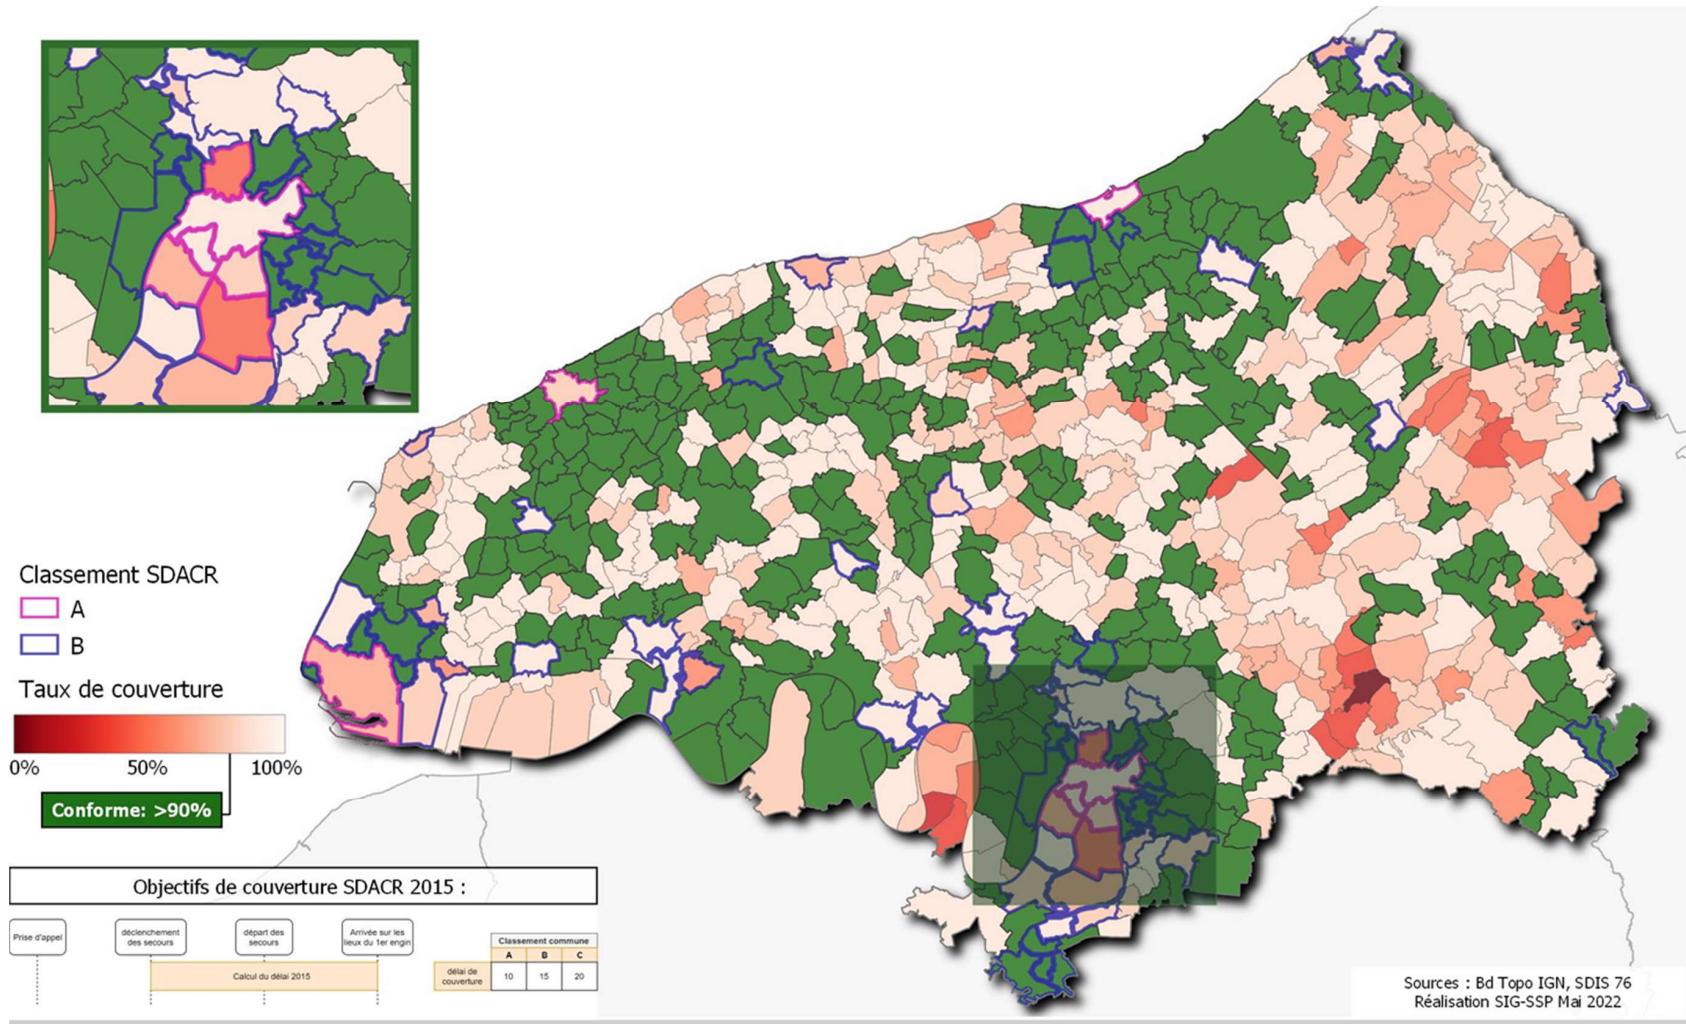 Classement SDACR
A
B
Taux de couverture
0%
50%
100%
Conforme: >90%
Objectifs de couverture SDACR 2015 :
Prise d'appel
déclenchement
des secours
départ des
secours
Arrivée sur les
lieux du 1er engin
Calcul du délai 2015
Classement commune
A B C
délai de
couverture
10 15 20
Sources : Bd Topo IGN, SDIS 76
Réalisation SIG-SSP Mai 2022